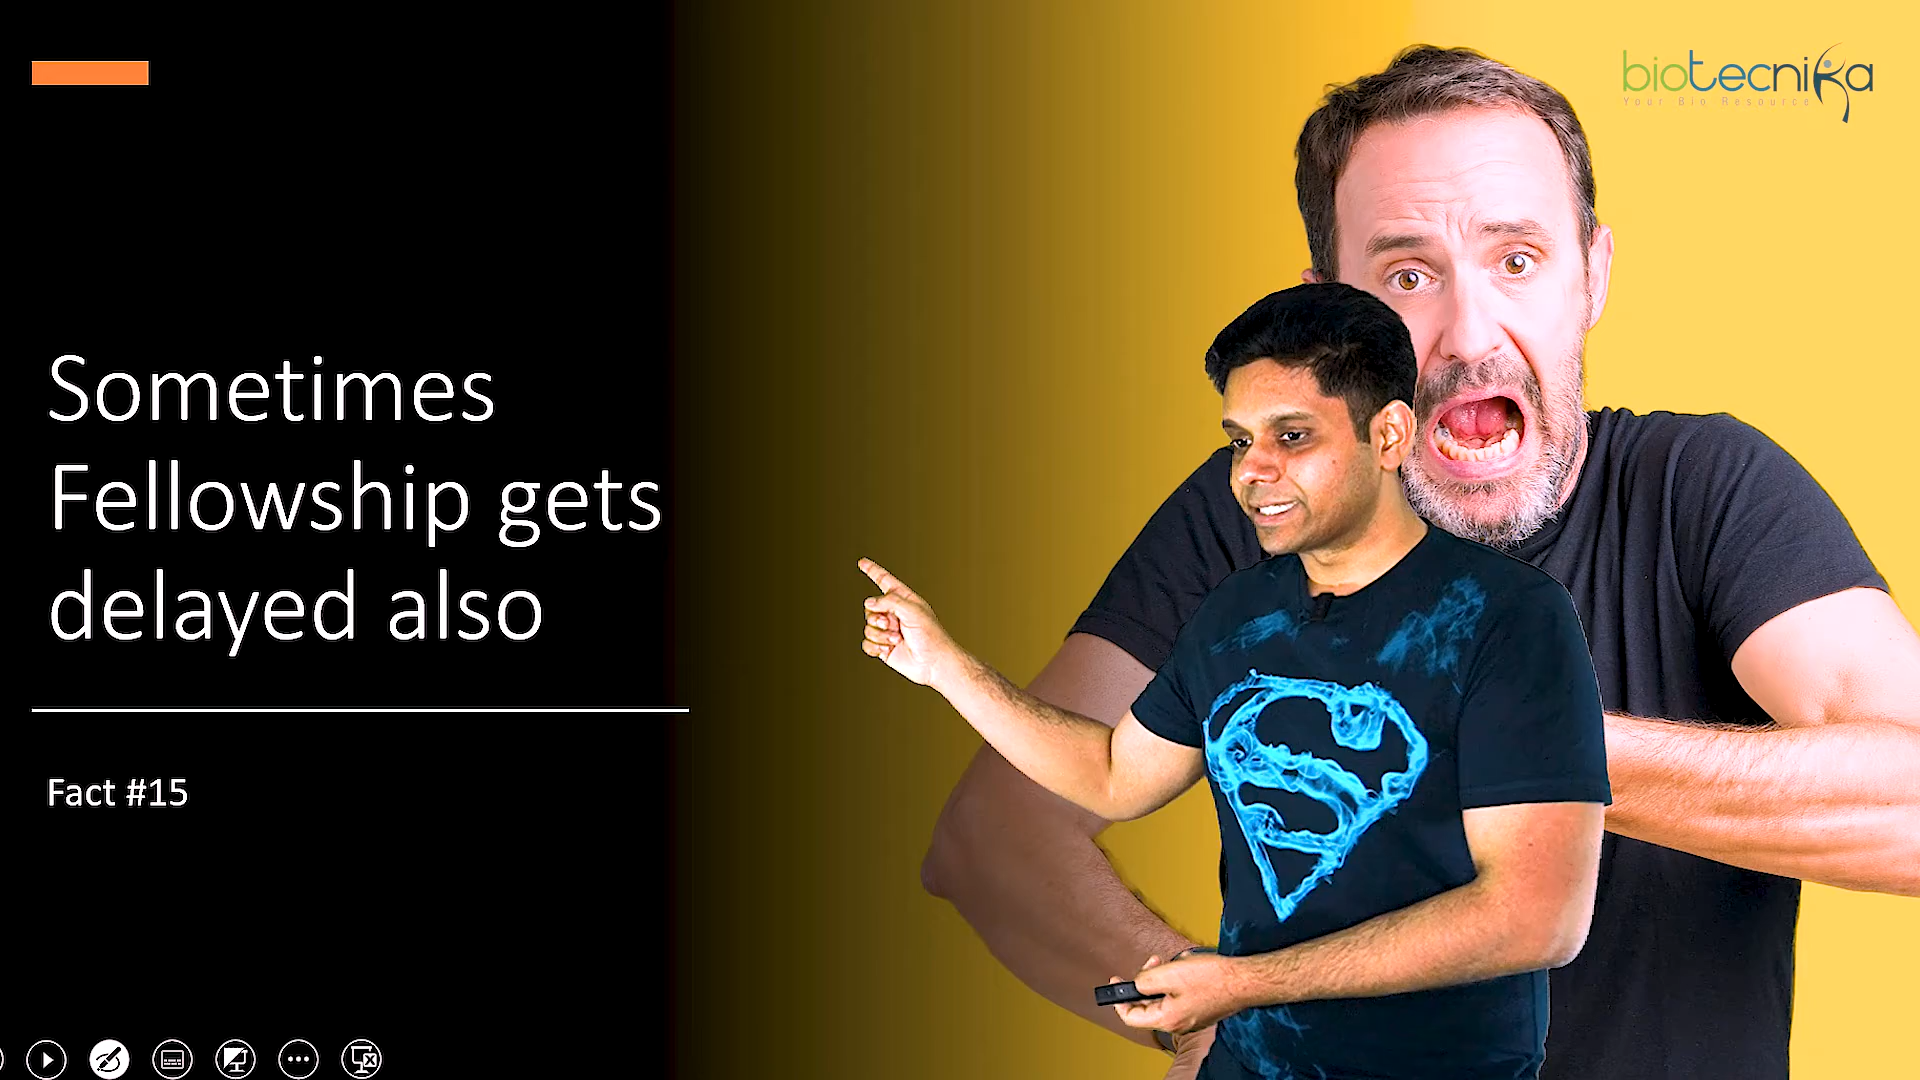 biotecnika
Your Bio Resource
Sometimes
Fellowship gets
delayed also
Fact #15